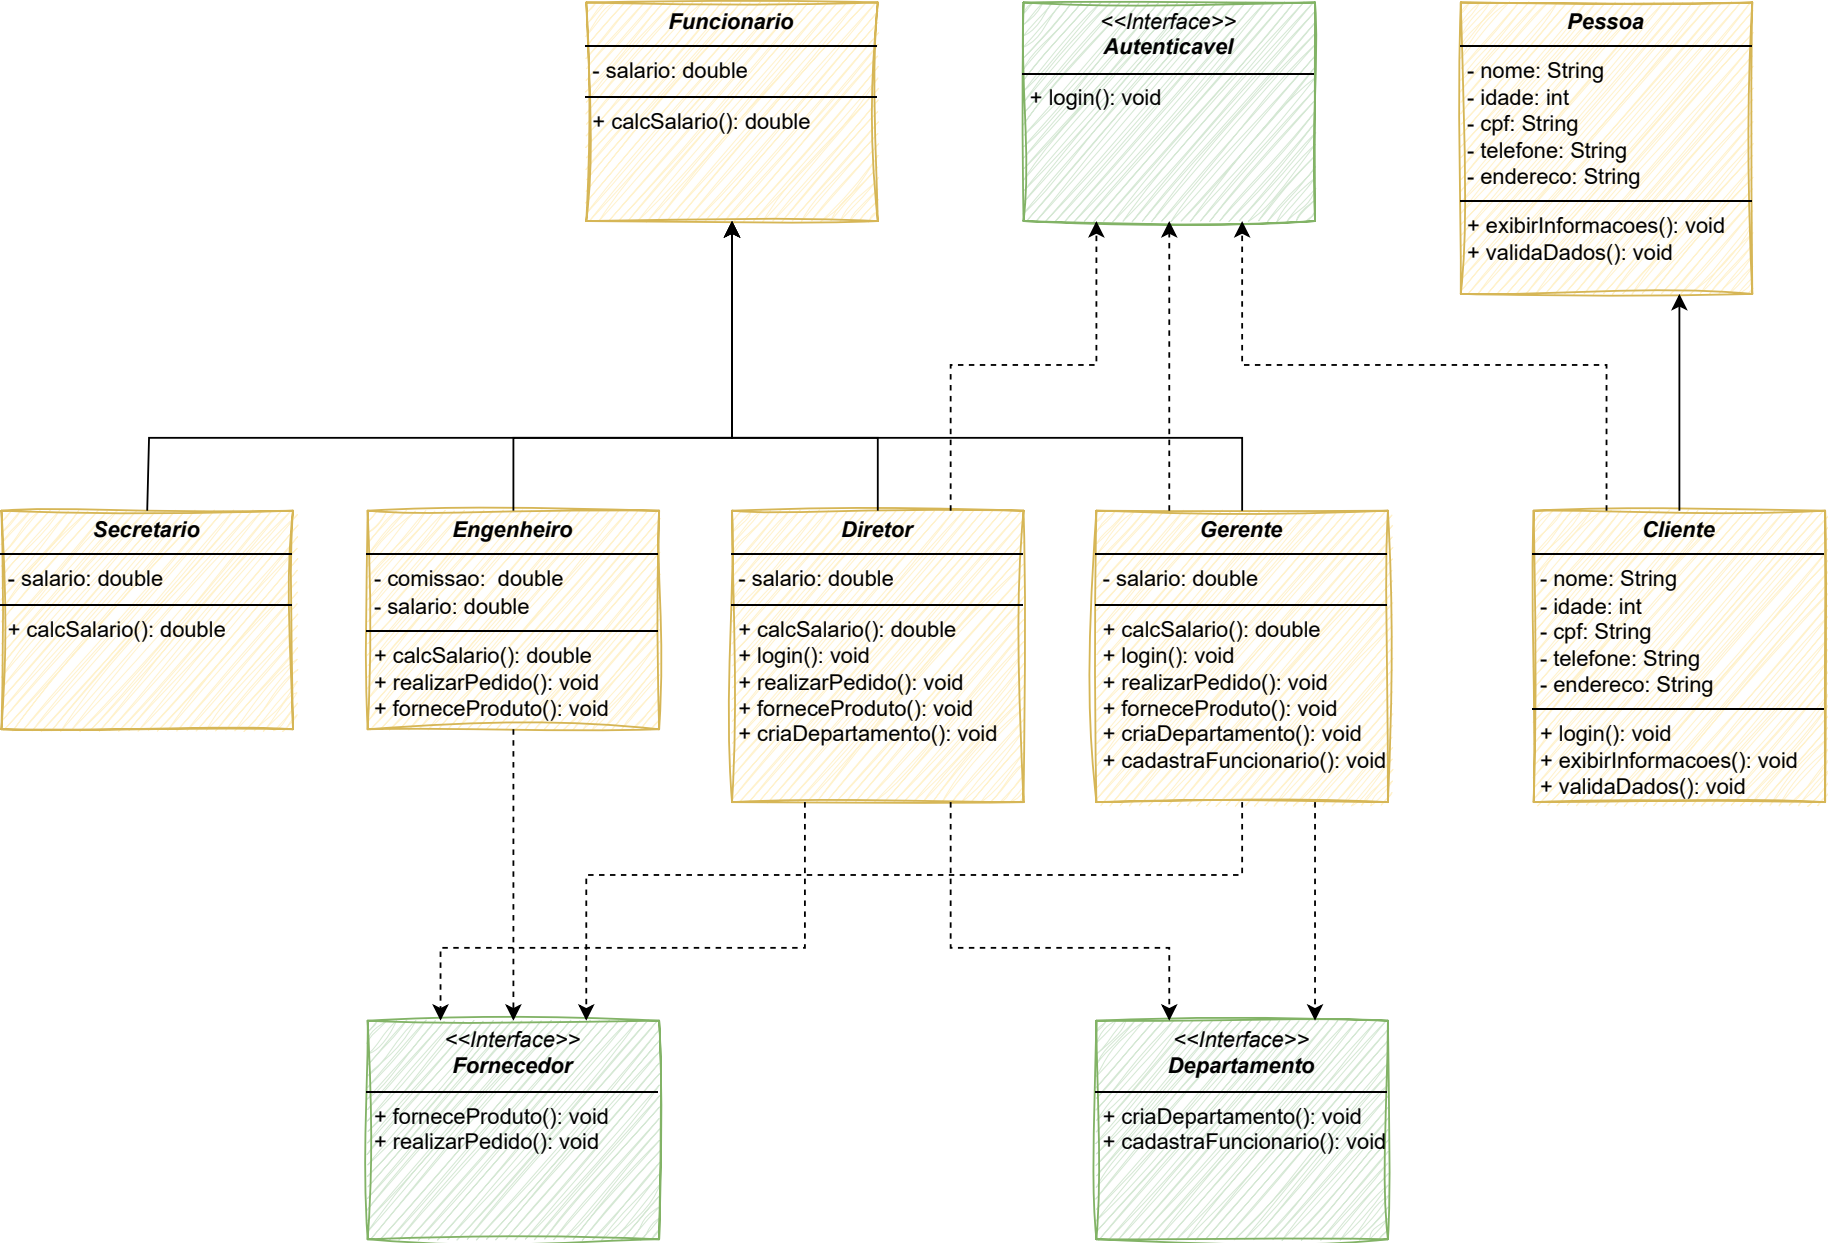 Funcionario
- salario: double
+ calcSalario(): double
<<Interface>>
Autenticavel
+ login(): void
Pessoa
- nome: String
- idade: int
- cpf: String
- telefone: String
- endereco: String
+ exibirInformacoes(): void
+ validaDados(): void
Secretario
- salario: double
+ calcSalario(): double
Engenheiro
- comissao:  double
- salario: double
+ calcSalario(): double
+ realizarPedido(): void
+ forneceProduto(): void
Diretor
- salario: double
+ calcSalario(): double
+ login(): void
+ realizarPedido(): void
+ forneceProduto(): void
+ criaDepartamento(): void
Gerente
- salario: double
+ calcSalario(): double
+ login(): void
+ realizarPedido(): void
+ forneceProduto(): void
+ criaDepartamento(): void
+ cadastraFuncionario(): void
Cliente
- nome: String
- idade: int
- cpf: String
- telefone: String
- endereco: String
+ login(): void
+ exibirInformacoes(): void
+ validaDados(): void
<<Interface>>
Fornecedor
+ forneceProduto(): void
+ realizarPedido(): void
<<Interface>>
Departamento
+ criaDepartamento(): void
+ cadastraFuncionario(): void